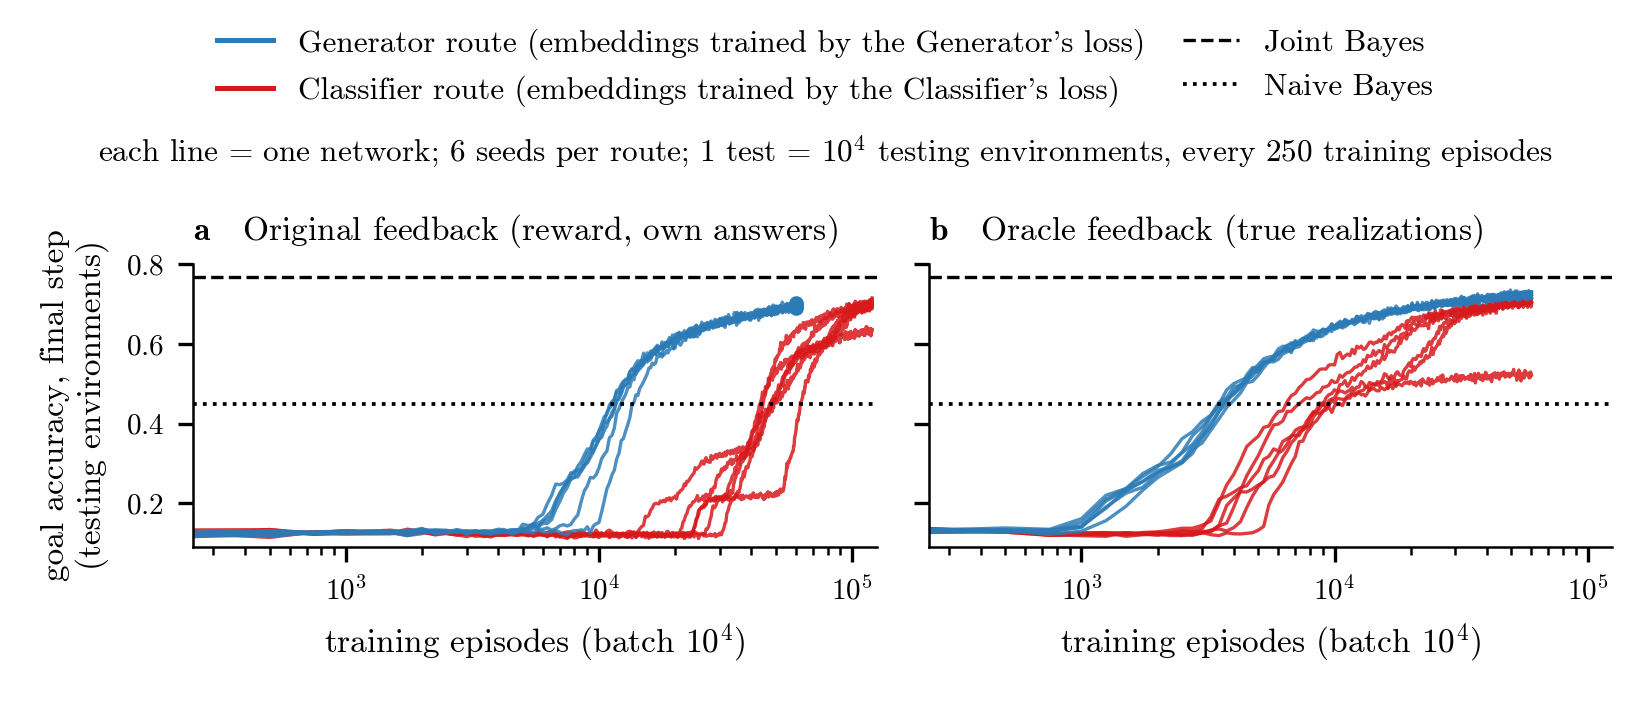 Generator route (embeddings trained by the Generator's loss)
Classifier route (embeddings trained by the Classifier's loss)
Joint Bayes
Naive Bayes
each line = one network; 6 seeds per route; 1 test = 10⁴ testing environments, every 250 training episodes
a Original feedback (reward, own answers)
b Oracle feedback (true realizations)
goal accuracy, final step
(testing environments)
0.8
0.6
0.4
0.2
10³ 10⁴ 10⁵
10³ 10⁴ 10⁵
training episodes (batch 10⁴)
training episodes (batch 10⁴)